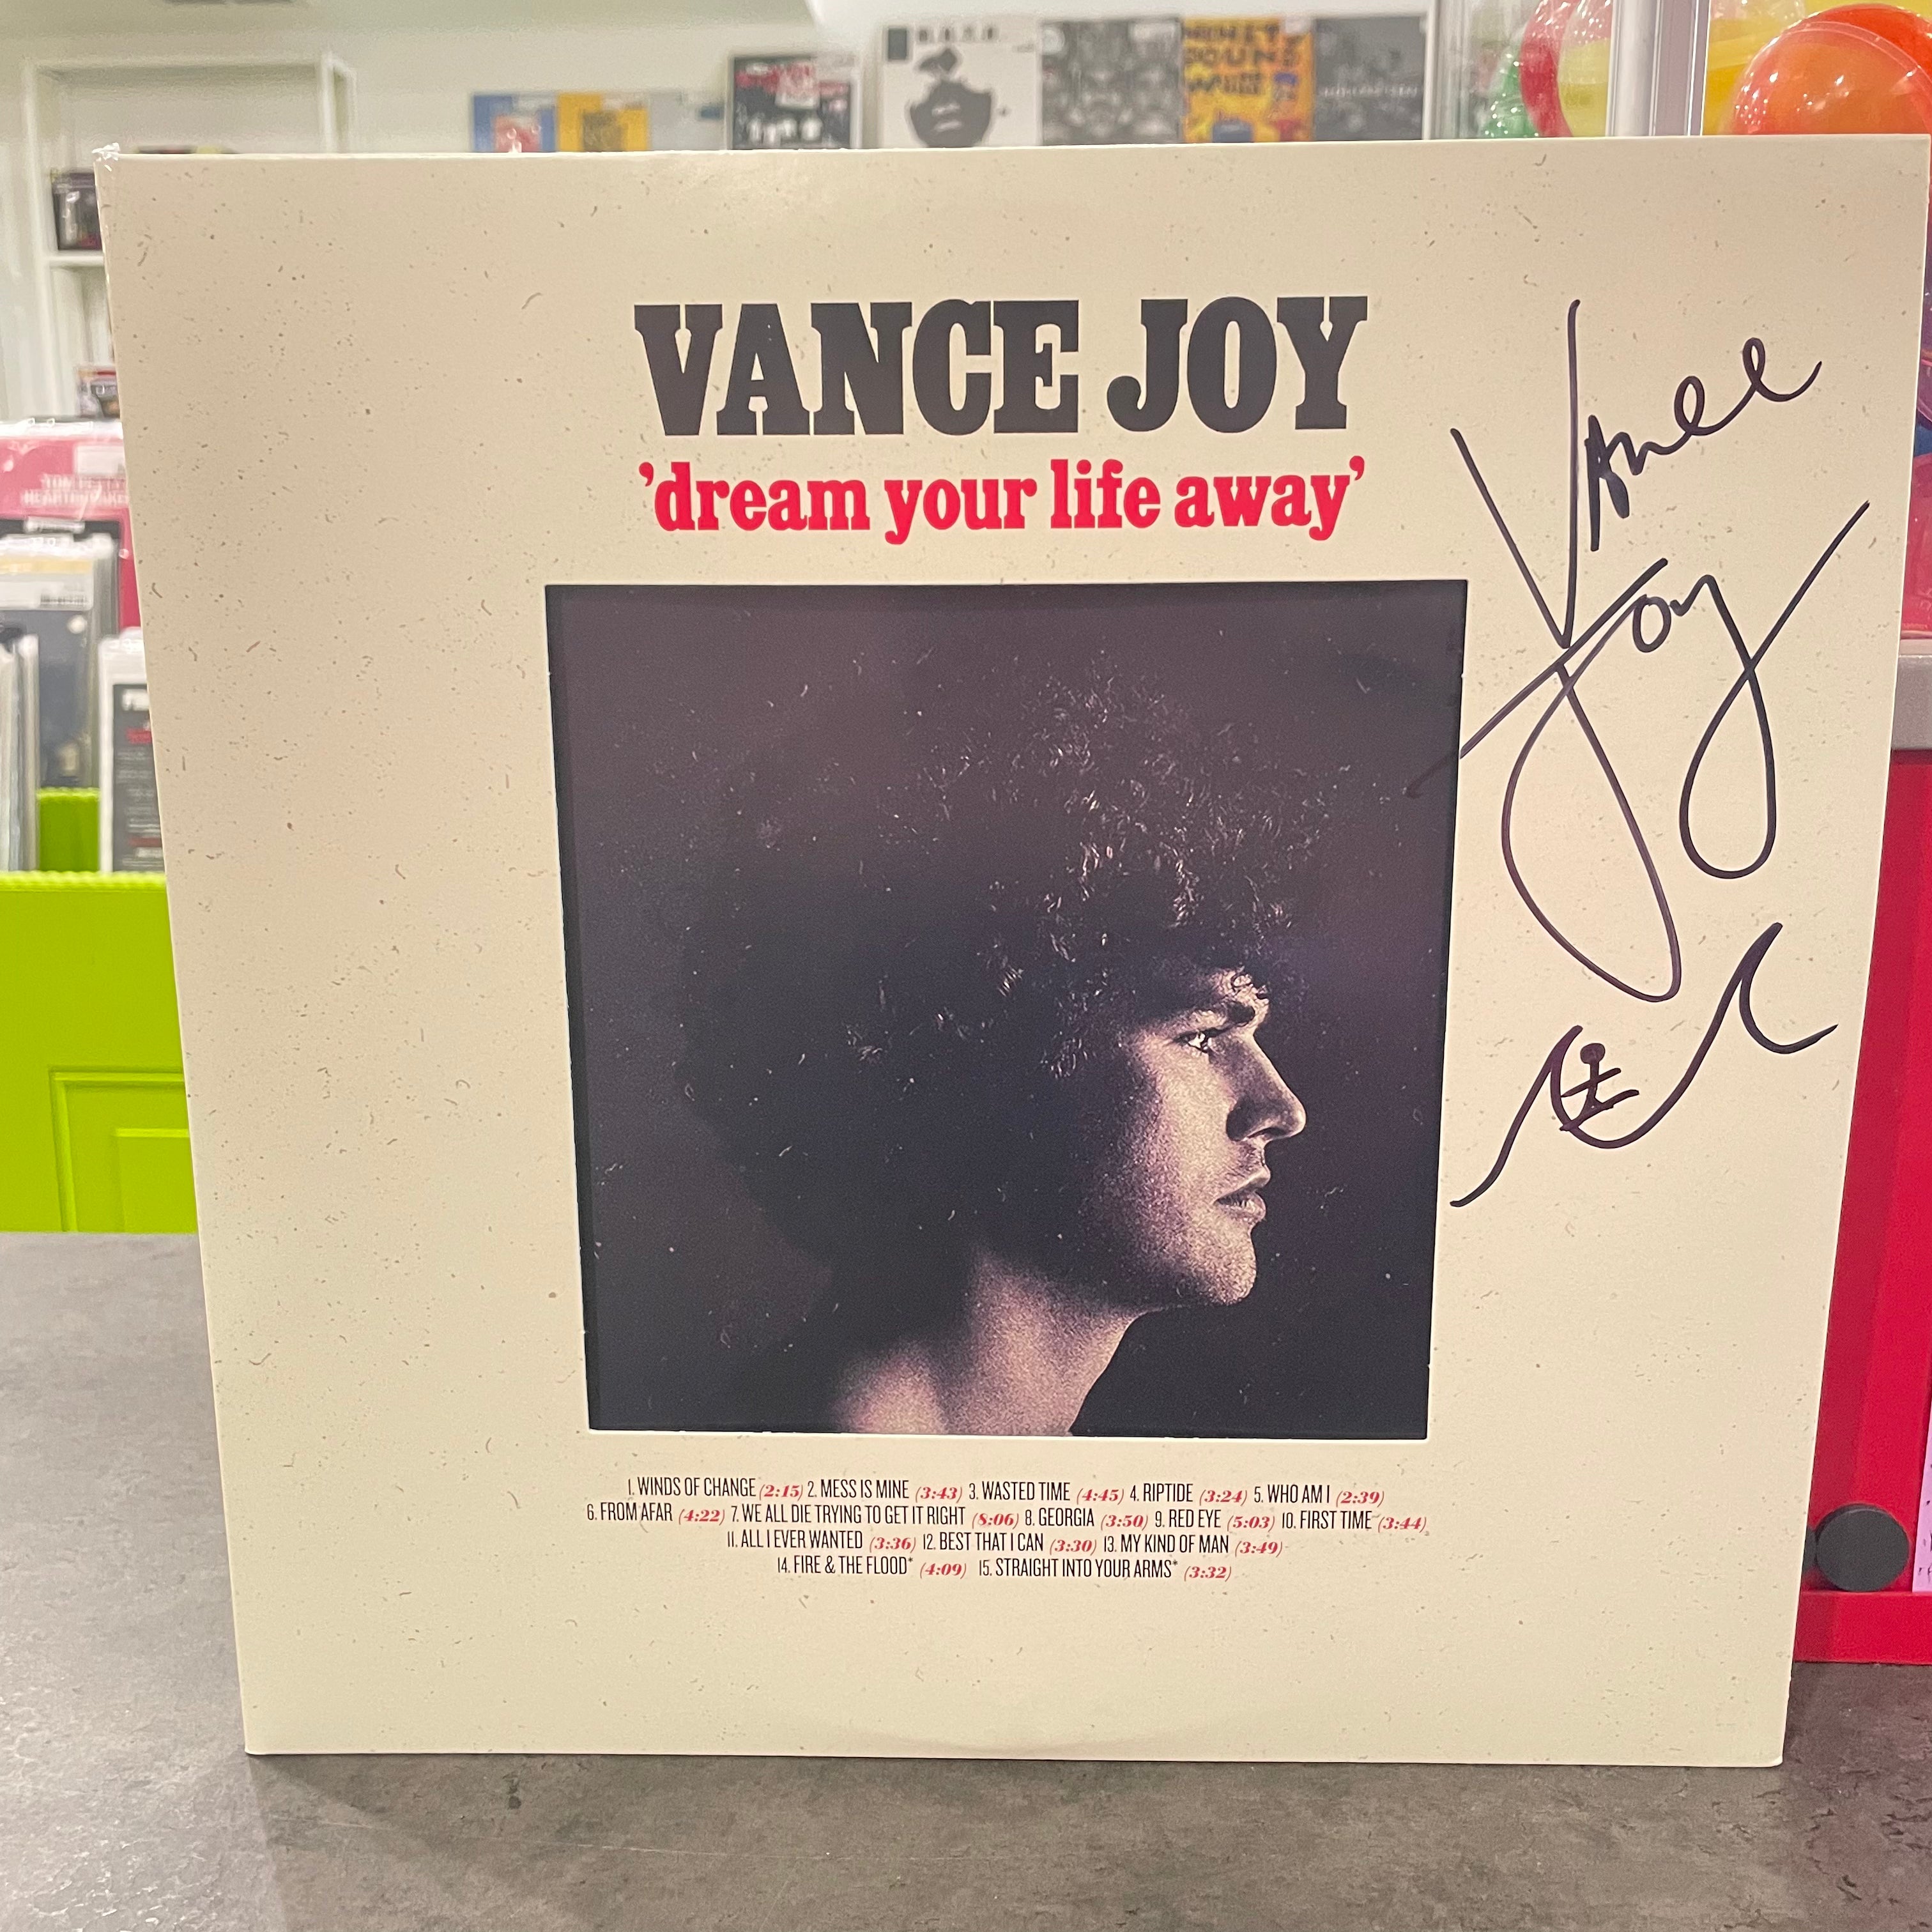 VANCE JOY
'dream your life away'
Vance
Joy
1. WINDS OF CHANGE (2:15) 2. MESS IS MINE (3:43) 3. WASTED TIME (4:45) 4. RIPTIDE (3:24) 5. WHO AM I (2:39)
6. FROM AFAR (4:22) 7. WE ALL DIE TRYING TO GET IT RIGHT (8:06) 8. GEORGIA (3:50) 9. RED EYE (5:03) 10. FIRST TIME (3:44)
11. ALL I EVER WANTED (3:36) 12. BEST THAT I CAN (3:30) 13. MY KIND OF MAN (3:49)
14. FIRE & THE FLOOD* (4:09) 15. STRAIGHT INTO YOUR ARMS* (3:32)